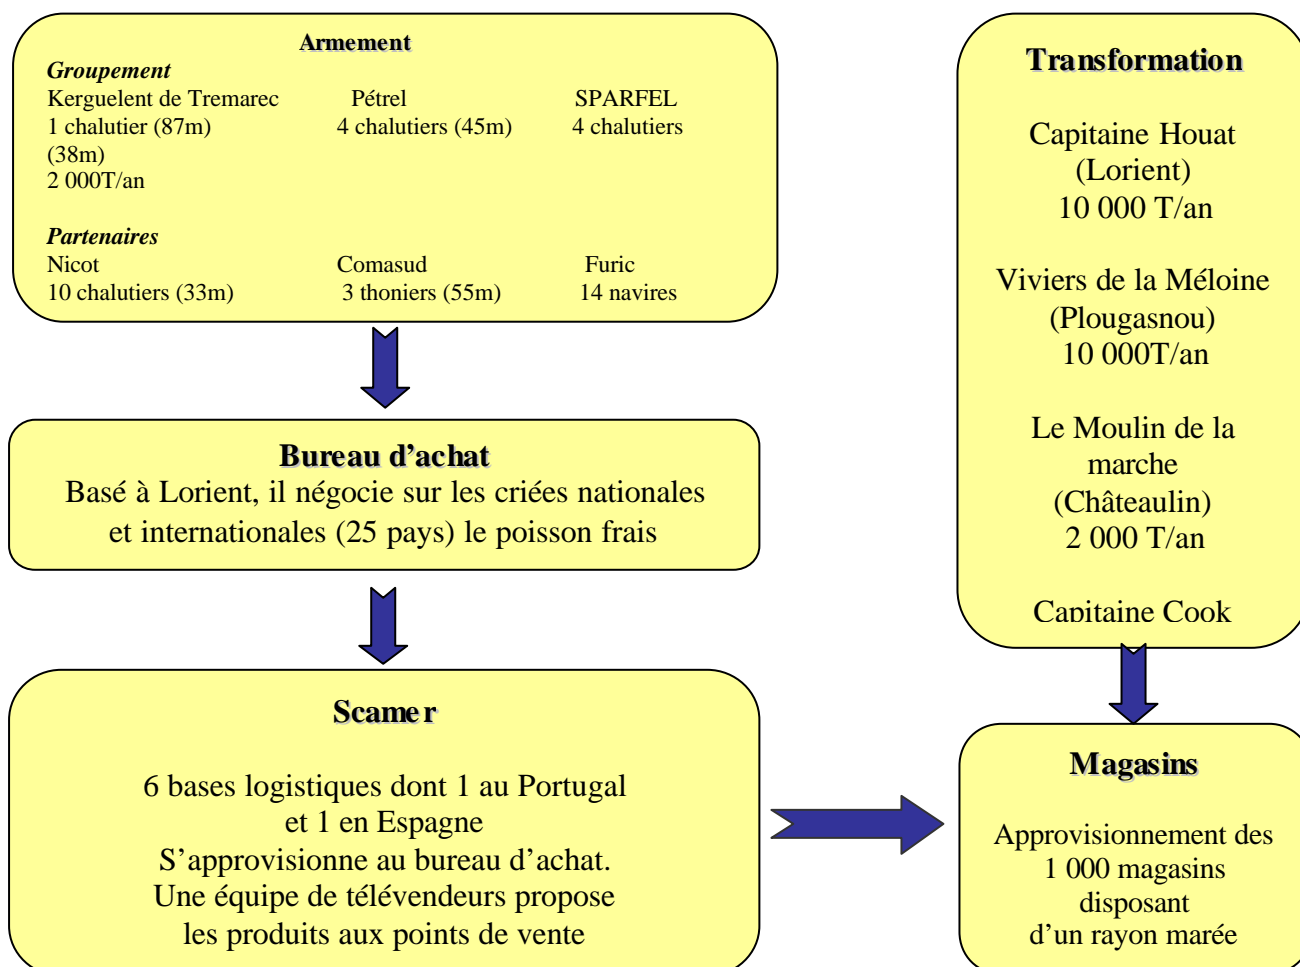 Armement
Groupement
Kerguelent de Tremarec Pétrel SPARFEL
1 chalutier (87m) 4 chalutiers (45m) 4 chalutiers
(38m)
2 000T/an
Partenaires
Nicot Comasud Furic
10 chalutiers (33m) 3 thoniers (55m) 14 navires
Bureau d’achat
Basé à Lorient, il négocie sur les criées nationales
et internationales (25 pays) le poisson frais
Scamer
6 bases logistiques dont 1 au Portugal
et 1 en Espagne
S’approvisionne au bureau d’achat.
Une équipe de télévendeurs propose
les produits aux points de vente
Transformation
Capitaine Houat
(Lorient)
10 000 T/an
Viviers de la Méloine
(Plougasnou)
10 000T/an
Le Moulin de la
marche
(Châteaulin)
2 000 T/an
Capitaine Cook
Magasins
Approvisionnement des
1 000 magasins
disposant
d’un rayon marée